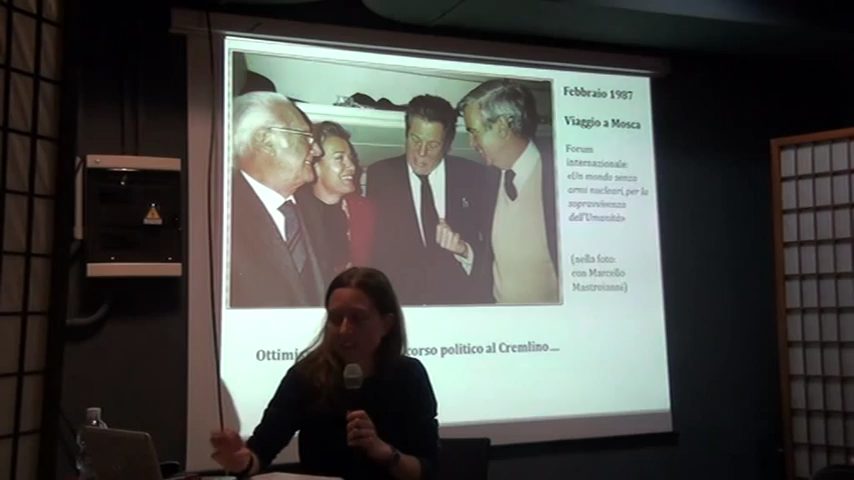 Febbraio 1987
Viaggio a Mosca
Forum
internazionale:
«Un mondo senza
armi nucleari, per la
sopravvivenza
dell'Umanità»
(nella foto:
con Marcello
Mastroianni)
corso politico al Cremlino....